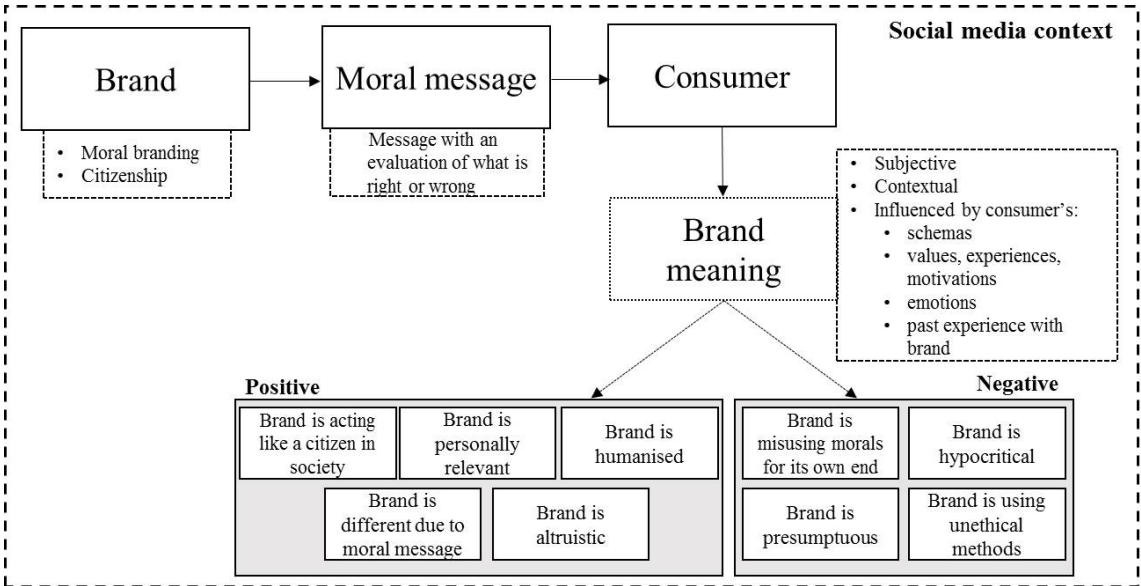 Social media context
Brand
Moral message
Consumer
• Moral branding
• Citizenship
Message with an
evaluation of what is
right or wrong
Brand
meaning
• Subjective
• Contextual
• Influenced by consumer's:
• schemas
• values, experiences,
motivations
• emotions
• past experience with
brand
Positive
Brand is acting
like a citizen in
society
Brand is
personally
relevant
Brand is
humanised
Brand is
different due to
moral message
Brand is
altruistic
Negative
Brand is
misusing morals
for its own end
Brand is
hypocritical
Brand is
presumptuous
Brand is using
unethical
methods